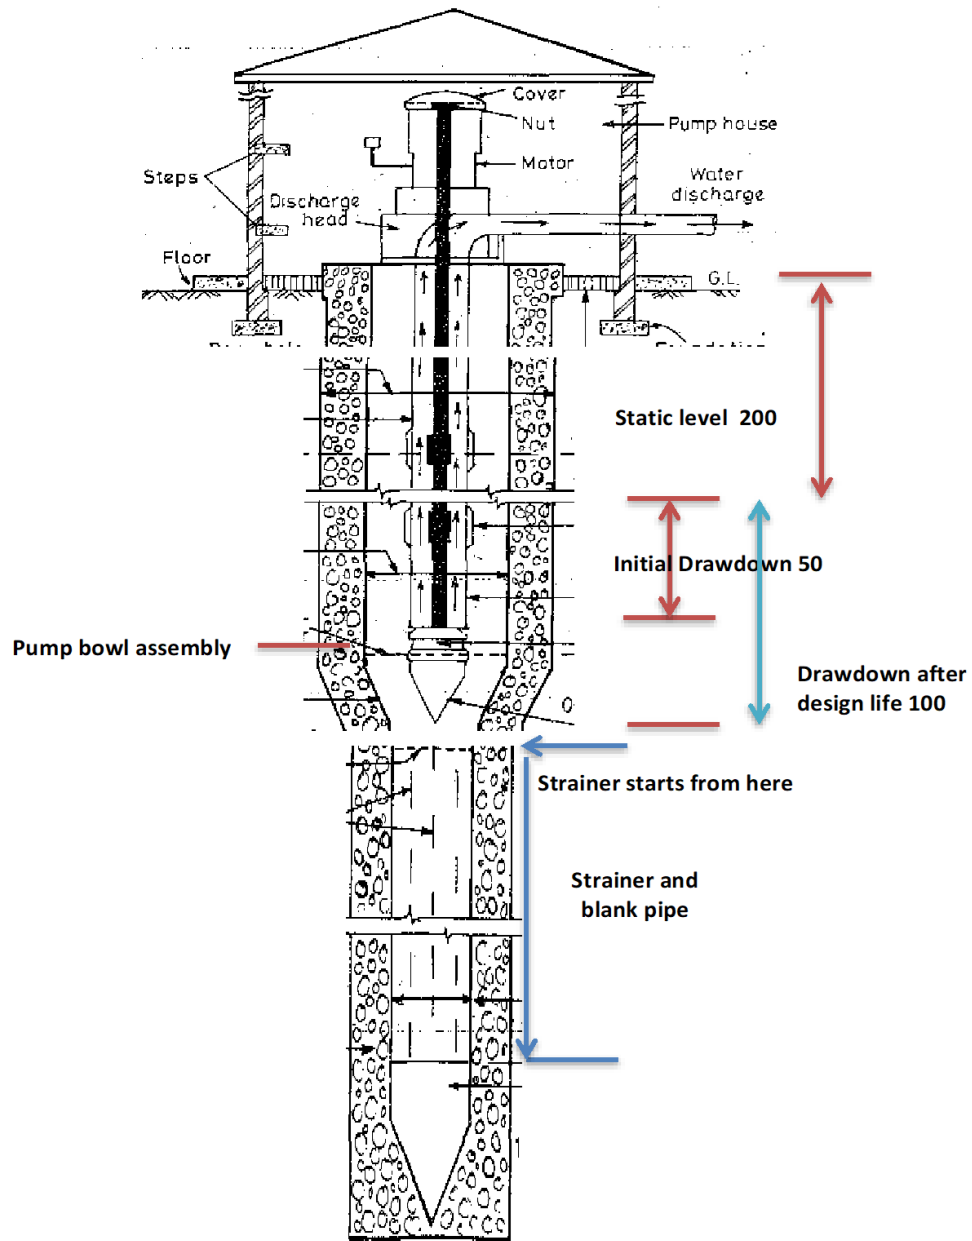 Cover
Nut
Pump house
Motor
Steps
Water
discharge
Discharge
head
Floor
G.L.
Static level 200
Initial Drawdown 50
Pump bowl assembly
Drawdown after
design life 100
Strainer starts from here
Strainer and
blank pipe